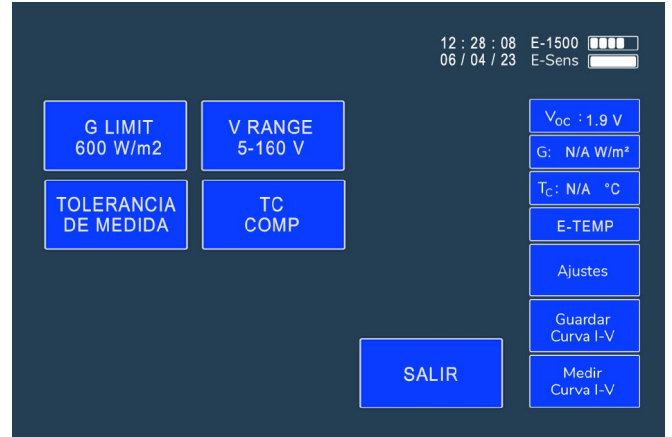 12 : 28 : 08 E-1500
06 / 04 / 23 E-Sens
G LIMIT
600 W/m2
V RANGE
5-160 V
TOLERANCIA
DE MEDIDA
TC
COMP
SALIR
VOC : 1.9 V
G: N/A W/m²
TC: N/A °C
E-TEMP
Ajustes
Guardar
Curva I-V
Medir
Curva I-V